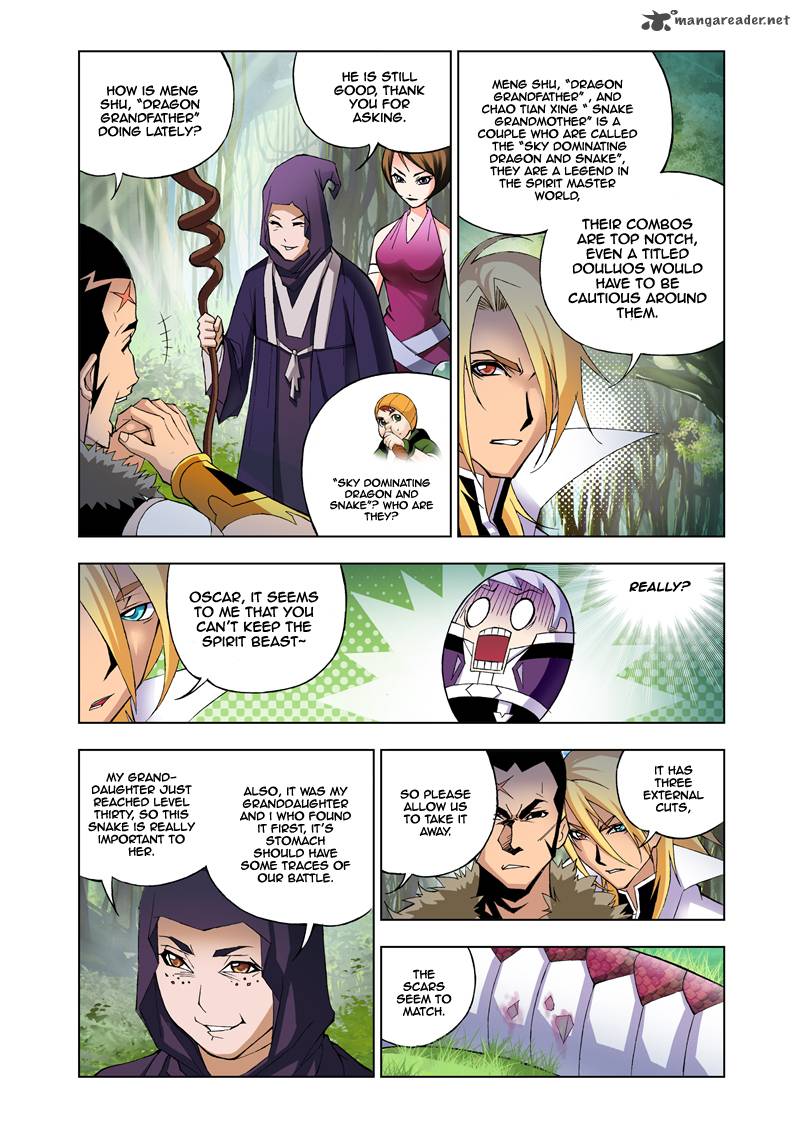 mangareader.net
HOW IS MENG
SHU, "DRAGON
GRANDFATHER"
DOING LATELY?
HE IS STILL
GOOD, THANK
YOU FOR
ASKING.
"SKY DOMINATING
DRAGON AND
SNAKE"? WHO ARE
THEY?
MENG SHU, "DRAGON
GRANDFATHER" , AND
CHAO TIAN XING " SNAKE
GRANDMOTHER" IS A
COUPLE WHO ARE CALLED
THE "SKY DOMINATING
DRAGON AND SNAKE",
THEY ARE A LEGEND IN
THE SPIRIT MASTER
WORLD,
THEIR COMBOS
ARE TOP NOTCH,
EVEN A TITLED
DOULUOS WOULD
HAVE TO BE
CAUTIOUS AROUND
THEM.
OSCAR, IT SEEMS
TO ME THAT YOU
CAN'T KEEP THE
SPIRIT BEAST~
REALLY?
MY GRAND-
DAUGHTER JUST
REACHED LEVEL
THIRTY, SO THIS
SNAKE IS REALLY
IMPORTANT TO
HER.
ALSO, IT WAS MY
GRANDDAUGHTER
AND I WHO FOUND
IT FIRST, IT'S
STOMACH
SHOULD HAVE
SOME TRACES OF
OUR BATTLE.
SO PLEASE
ALLOW US
TO TAKE IT
AWAY.
IT HAS
THREE
EXTERNAL
CUTS,
THE
SCARS
SEEM TO
MATCH.